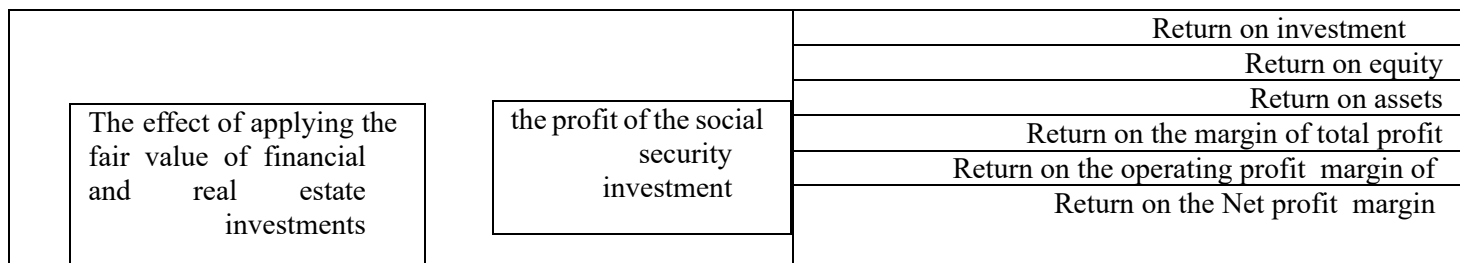 The effect of applying the
fair value of financial
and real estate
investments
the profit of the social
security
investment
Return on investment
Return on equity
Return on assets
Return on the margin of total profit
Return on the operating profit margin of
Return on the Net profit margin